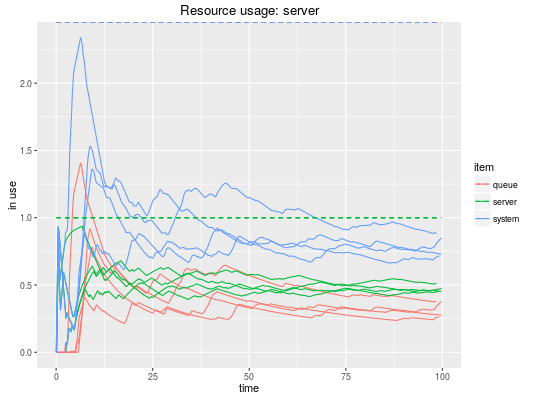 Resource usage: server
in use
2.0
1.5
1.0
0.5
0.0
0
25
50
75
100
time
item
queue
server
system